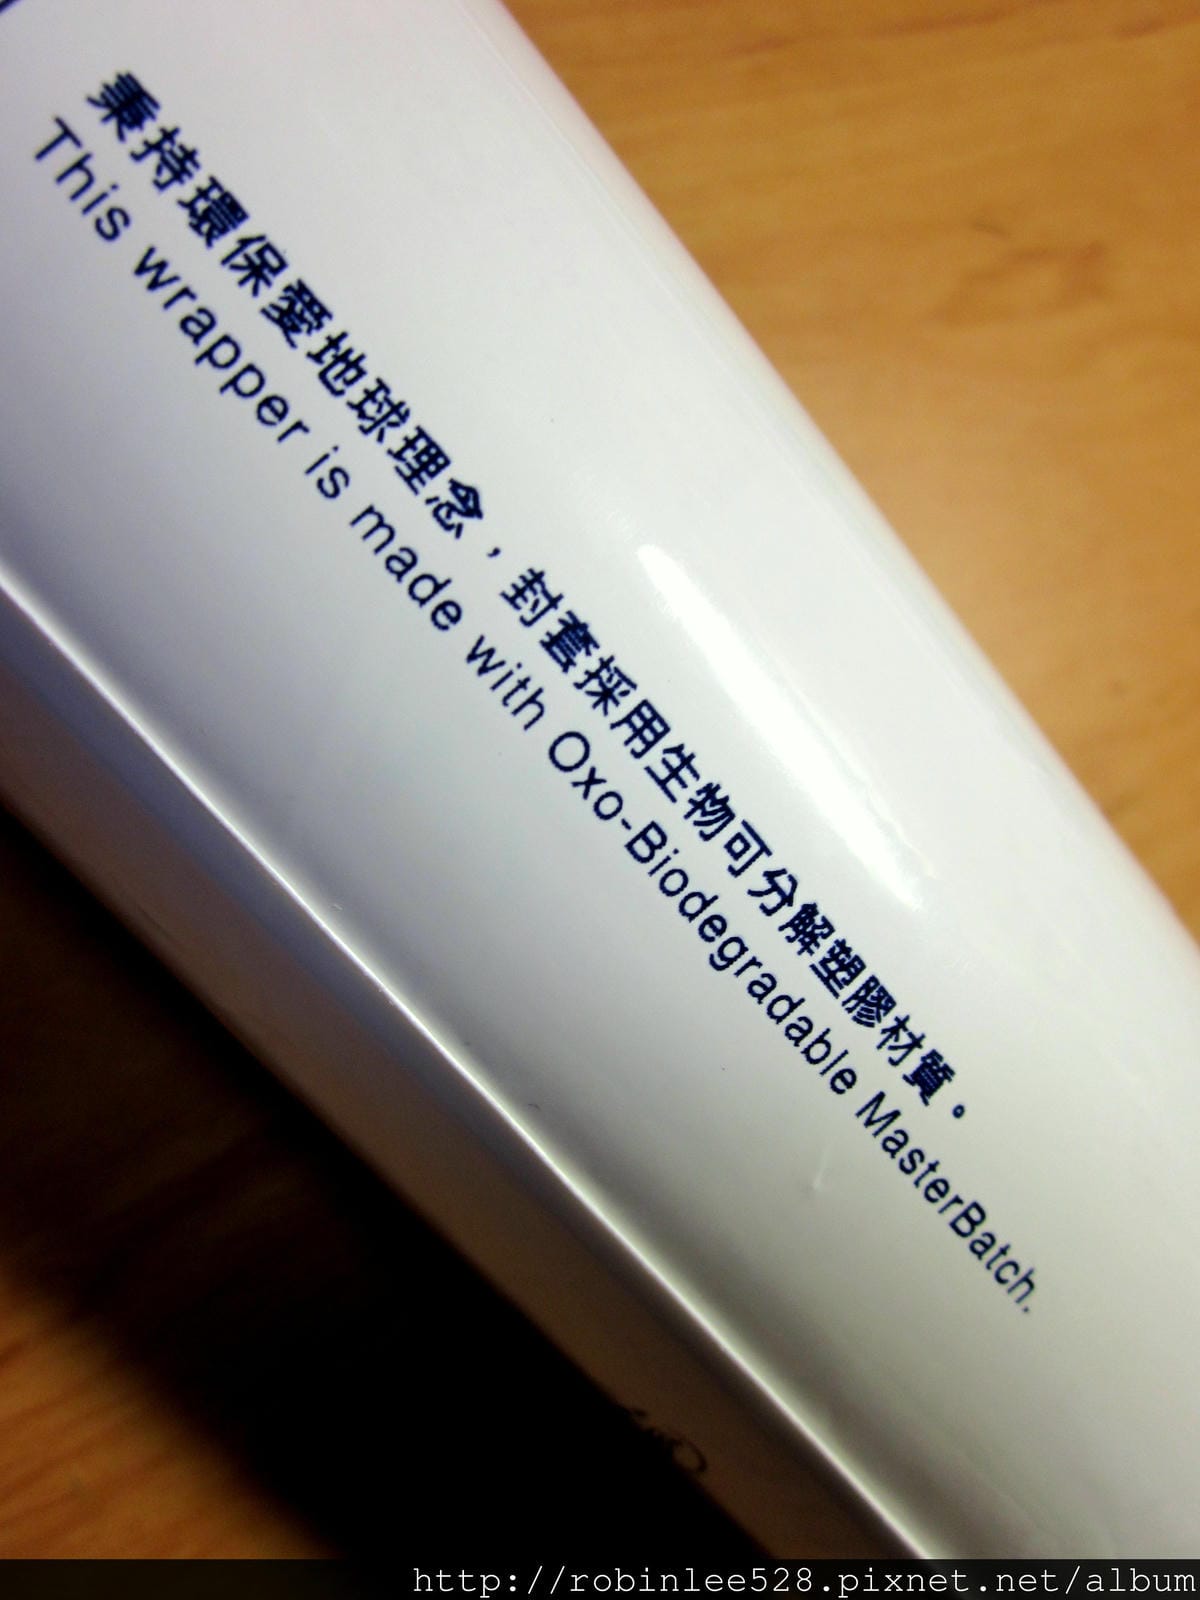 秉持環保愛地球理念，封套採用生物可分解塑膠材質。
This wrapper is made with Oxo-Biodegradable MasterBatch.
http://robinlee528.pixnet.net/album